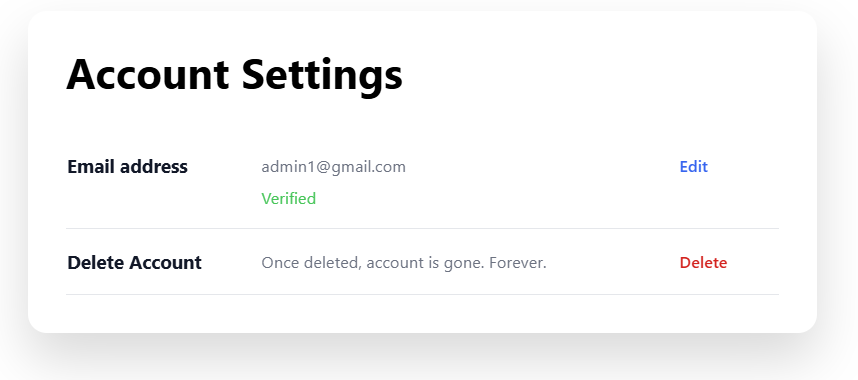 Account Settings
Email address admin1@gmail.com Edit
Verified
Delete Account Once deleted, account is gone. Forever. Delete